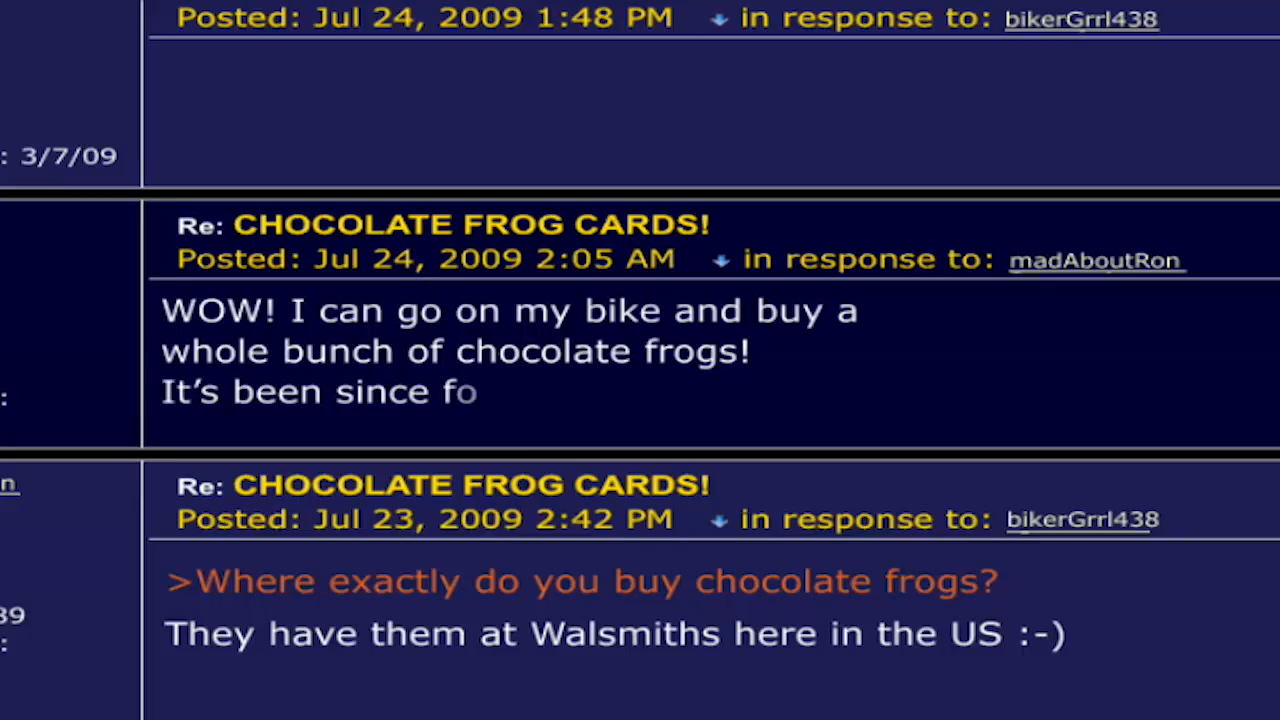 Posted: Jul 24, 2009 1:48 PM in response to: bikerGrrl438
: 3/7/09
Re: CHOCOLATE FROG CARDS!
Posted: Jul 24, 2009 2:05 AM in response to: madAboutRon
WOW! I can go on my bike and buy a
whole bunch of chocolate frogs!
It's been since fo
:
Re: CHOCOLATE FROG CARDS!
n
Posted: Jul 23, 2009 2:42 PM in response to: bikerGrrl438
>Where exactly do you buy chocolate frogs?
39
They have them at Walsmiths here in the US :-)
: